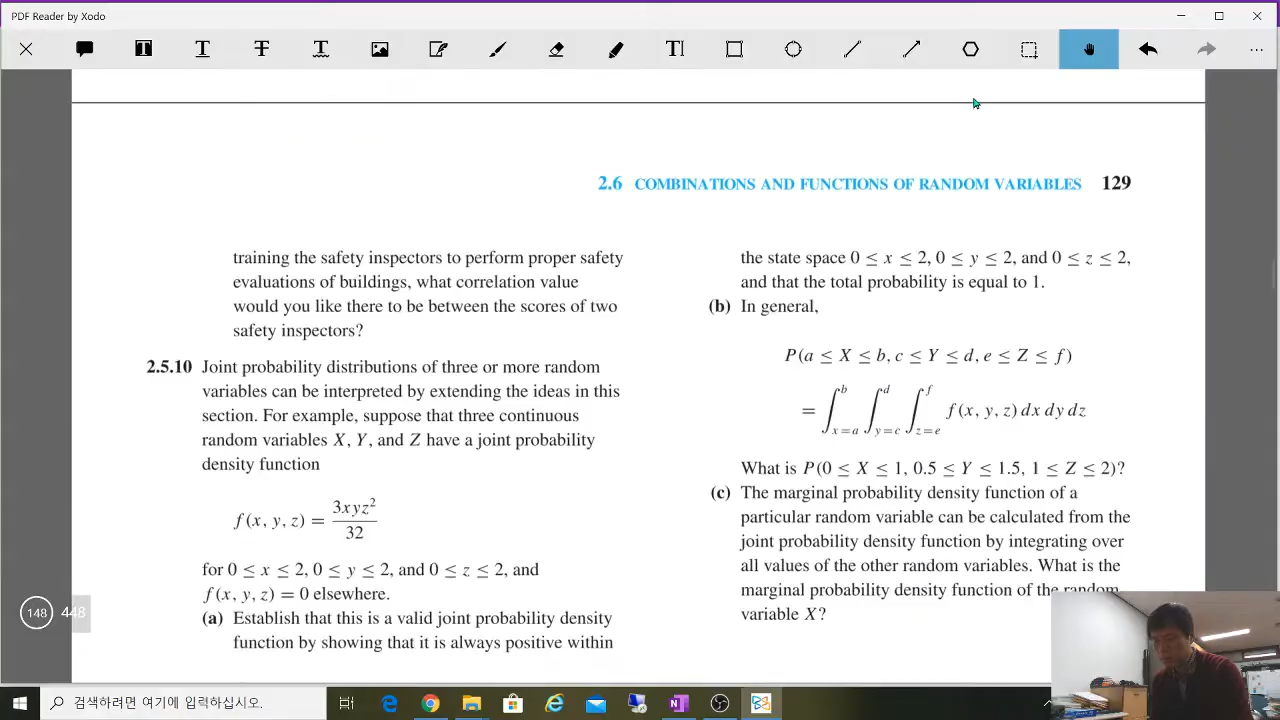 PDF Reader by Xodo
2.6 COMBINATIONS AND FUNCTIONS OF RANDOM VARIABLES 129
training the safety inspectors to perform proper safety
evaluations of buildings, what correlation value
would you like there to be between the scores of two
safety inspectors?
2.5.10 Joint probability distributions of three or more random
variables can be interpreted by extending the ideas in this
section. For example, suppose that three continuous
random variables X, Y, and Z have a joint probability
density function
f(x, y, z) = 3xyz² / 32
for 0 ≤ x ≤ 2, 0 ≤ y ≤ 2, and 0 ≤ z ≤ 2, and
f(x, y, z) = 0 elsewhere.
(a) Establish that this is a valid joint probability density
function by showing that it is always positive within
the state space 0 ≤ x ≤ 2, 0 ≤ y ≤ 2, and 0 ≤ z ≤ 2,
and that the total probability is equal to 1.
(b) In general,
P(a ≤ X ≤ b, c ≤ Y ≤ d, e ≤ Z ≤ f)
= ∫_{x=a}^{b} ∫_{y=c}^{d} ∫_{z=e}^{f} f(x, y, z) dx dy dz
What is P(0 ≤ X ≤ 1, 0.5 ≤ Y ≤ 1.5, 1 ≤ Z ≤ 2)?
(c) The marginal probability density function of a
particular random variable can be calculated from the
joint probability density function by integrating over
all values of the other random variables. What is the
marginal probability density function of the random
variable X?
148 448
검색하려면 여기에 입력하십시오.